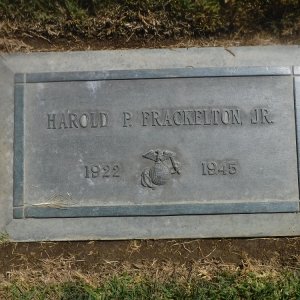 HAROLD P. FRACKELTON, JR.
1922 1945